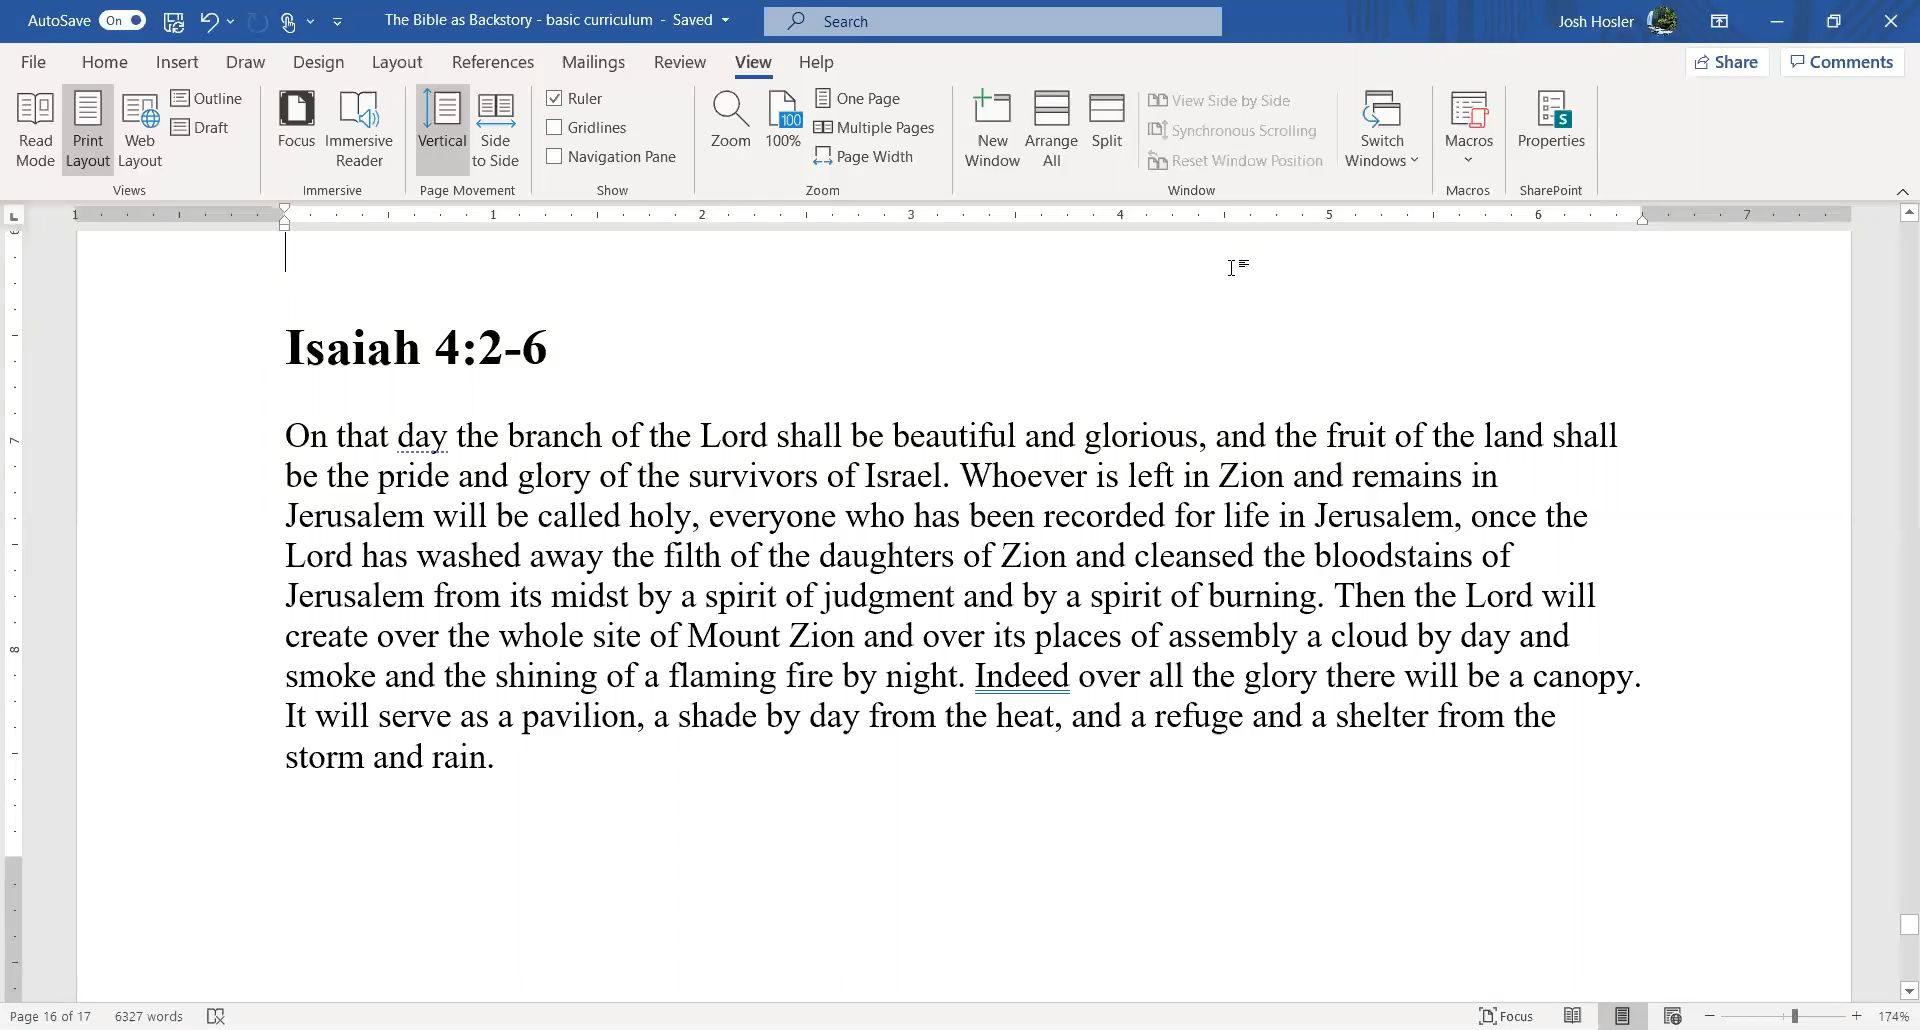 AutoSave On The Bible as Backstory - basic curriculum - Saved Search Josh Hosler
File Home Insert Draw Design Layout References Mailings Review View Help Share Comments
Read Mode
Print Layout
Web Layout
Outline
Draft
Views
Focus
Immersive Reader
Immersive
Vertical
Side to Side
Page Movement
Ruler
Gridlines
Navigation Pane
Show
Zoom
100
100%
One Page
Multiple Pages
Page Width
Zoom
New Window
Arrange All
Split
View Side by Side
Synchronous Scrolling
Reset Window Position
Switch Windows
Window
Macros
Macros
S
Properties
SharePoint
L
1 1 2 3 4 5 6 7
Isaiah 4:2-6
On that day the branch of the Lord shall be beautiful and glorious, and the fruit of the land shall
be the pride and glory of the survivors of Israel. Whoever is left in Zion and remains in
Jerusalem will be called holy, everyone who has been recorded for life in Jerusalem, once the
Lord has washed away the filth of the daughters of Zion and cleansed the bloodstains of
Jerusalem from its midst by a spirit of judgment and by a spirit of burning. Then the Lord will
create over the whole site of Mount Zion and over its places of assembly a cloud by day and
smoke and the shining of a flaming fire by night. Indeed over all the glory there will be a canopy.
It will serve as a pavilion, a shade by day from the heat, and a refuge and a shelter from the
storm and rain.
7
8
Page 16 of 17 6327 words Focus 174%